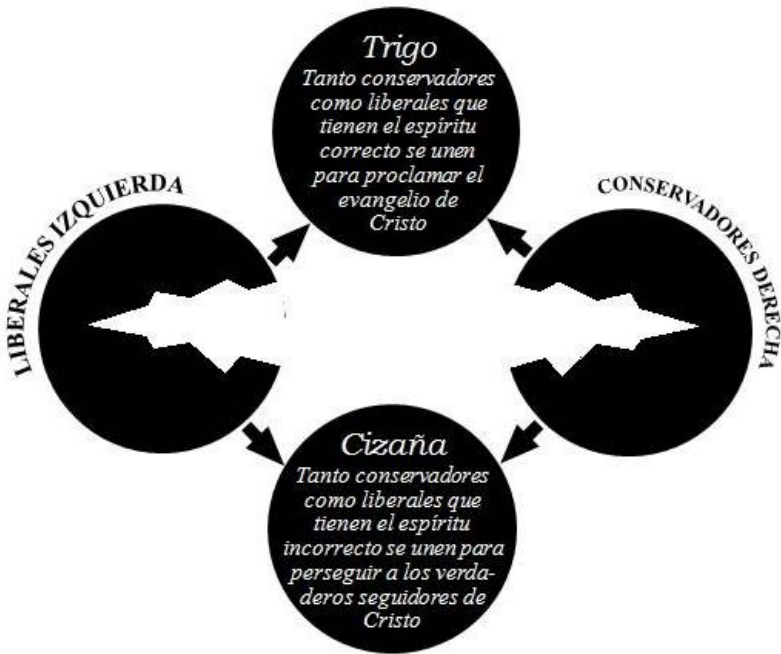 Trigo
Tanto conservadores
como liberales que
tienen el espíritu
correcto se unen
para proclamar el
evangelio de
Cristo
LIBERALES IZQUIERDA
CONSERVADORES DERECHA
Cizaña
Tanto conservadores
como liberales que
tienen el espíritu
incorrecto se unen para
perseguir a los verda-
deros seguidores de
Cristo